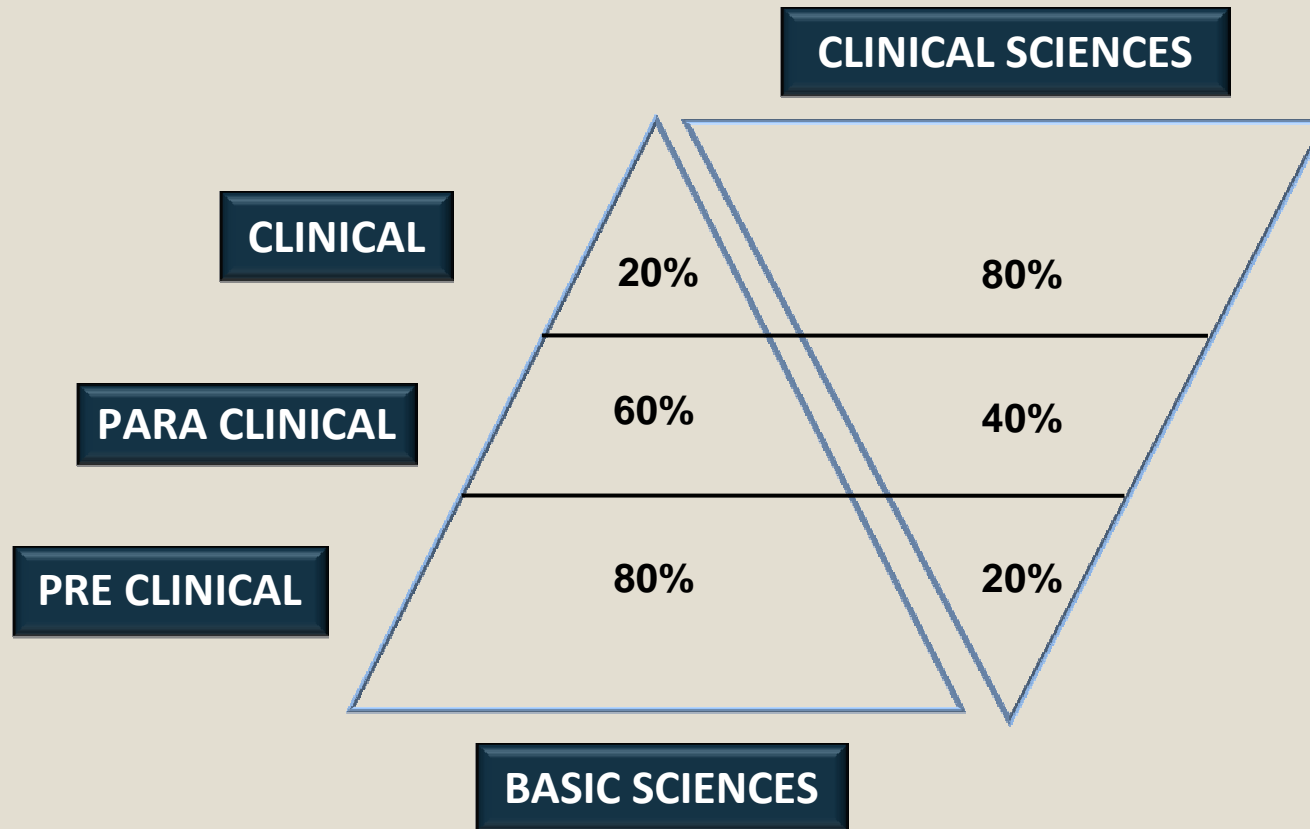 CLINICAL SCIENCES
CLINICAL
20%
80%
PARA CLINICAL
60%
40%
PRE CLINICAL
80%
20%
BASIC SCIENCES